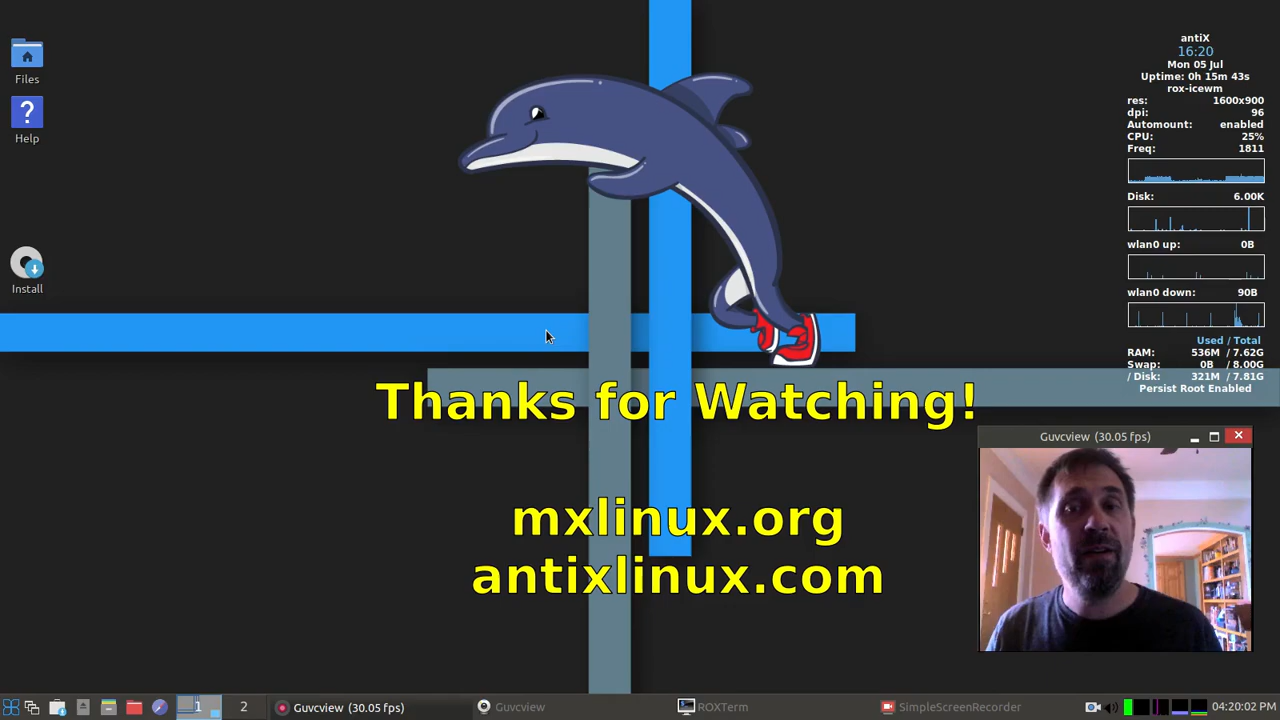 Files
?
Help
Install
antiX
16:20
Mon 05 Jul
Uptime: 0h 15m 43s
rox-icewm
res: 1600x900
dpi: 96
Automount: enabled
CPU: 25%
Freq: 1811
Disk: 6.00K
wlan0 up: 0B
wlan0 down: 90B
Used / Total
RAM: 536M / 7.62G
Swap: 0B / 8.00G
/ Disk: 321M / 7.81G
Persist Root Enabled
Thanks for Watching!
mxlinux.org
antixlinux.com
Guvcview (30.05 fps)
1
2
Guvcview (30.05 fps)
Guvcview
ROXTerm
SimpleScreenRecorder
04:20:02 PM